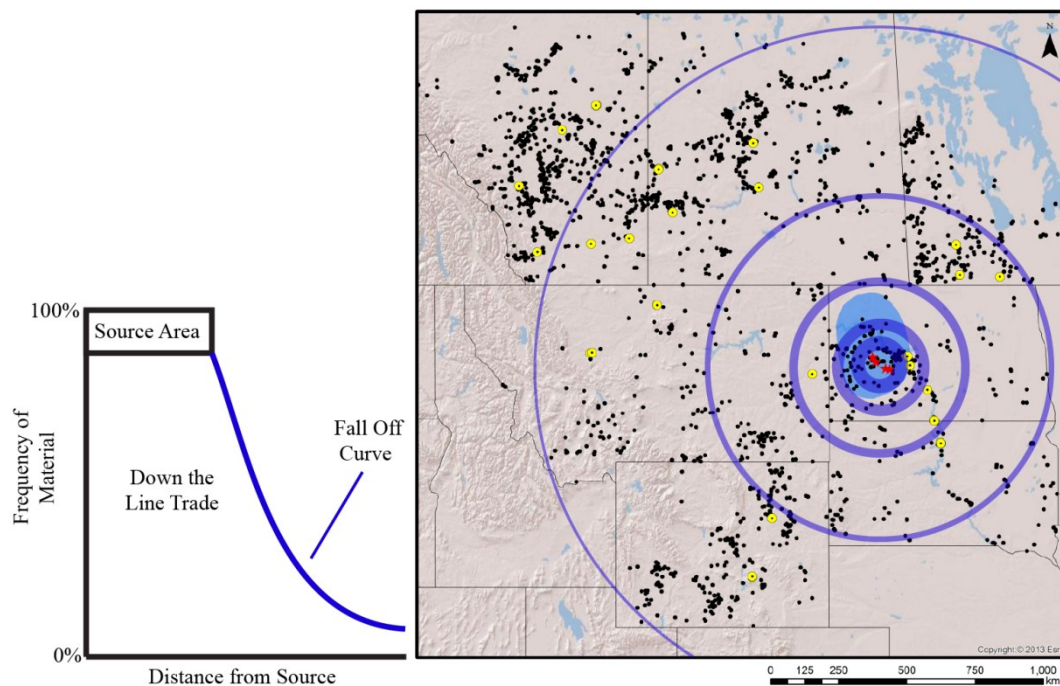 100%
Source Area
Fall Off
Curve
Down the
Line Trade
Frequency of
Material
0%
Distance from Source
N
Copyright:© 2013 Esri
0 125 250 500 750 1,000
km